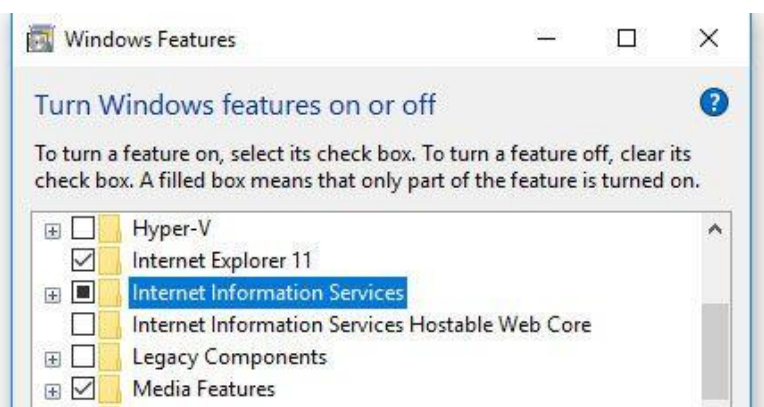 Windows Features
Turn Windows features on or off
?
To turn a feature on, select its check box. To turn a feature off, clear its
check box. A filled box means that only part of the feature is turned on.
Hyper-V
Internet Explorer 11
Internet Information Services
Internet Information Services Hostable Web Core
Legacy Components
Media Features